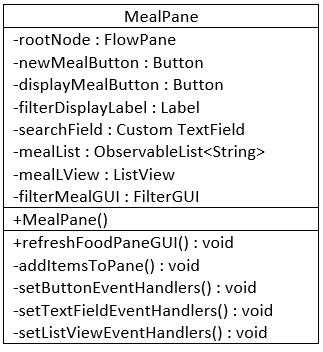 MealPane
-rootNode : FlowPane
-newMealButton : Button
-displayMealButton : Button
-filterDisplayLabel : Label
-searchField : Custom TextField
-mealList : ObservableList<String>
-mealLView : ListView
-filterMealGUI : FilterGUI
+MealPane()
+refreshFoodPaneGUI() : void
-addItemsToPane() : void
-setButtonEventHandlers() : void
-setTextFieldEventHandlers() : void
-setListViewEventHandlers() : void